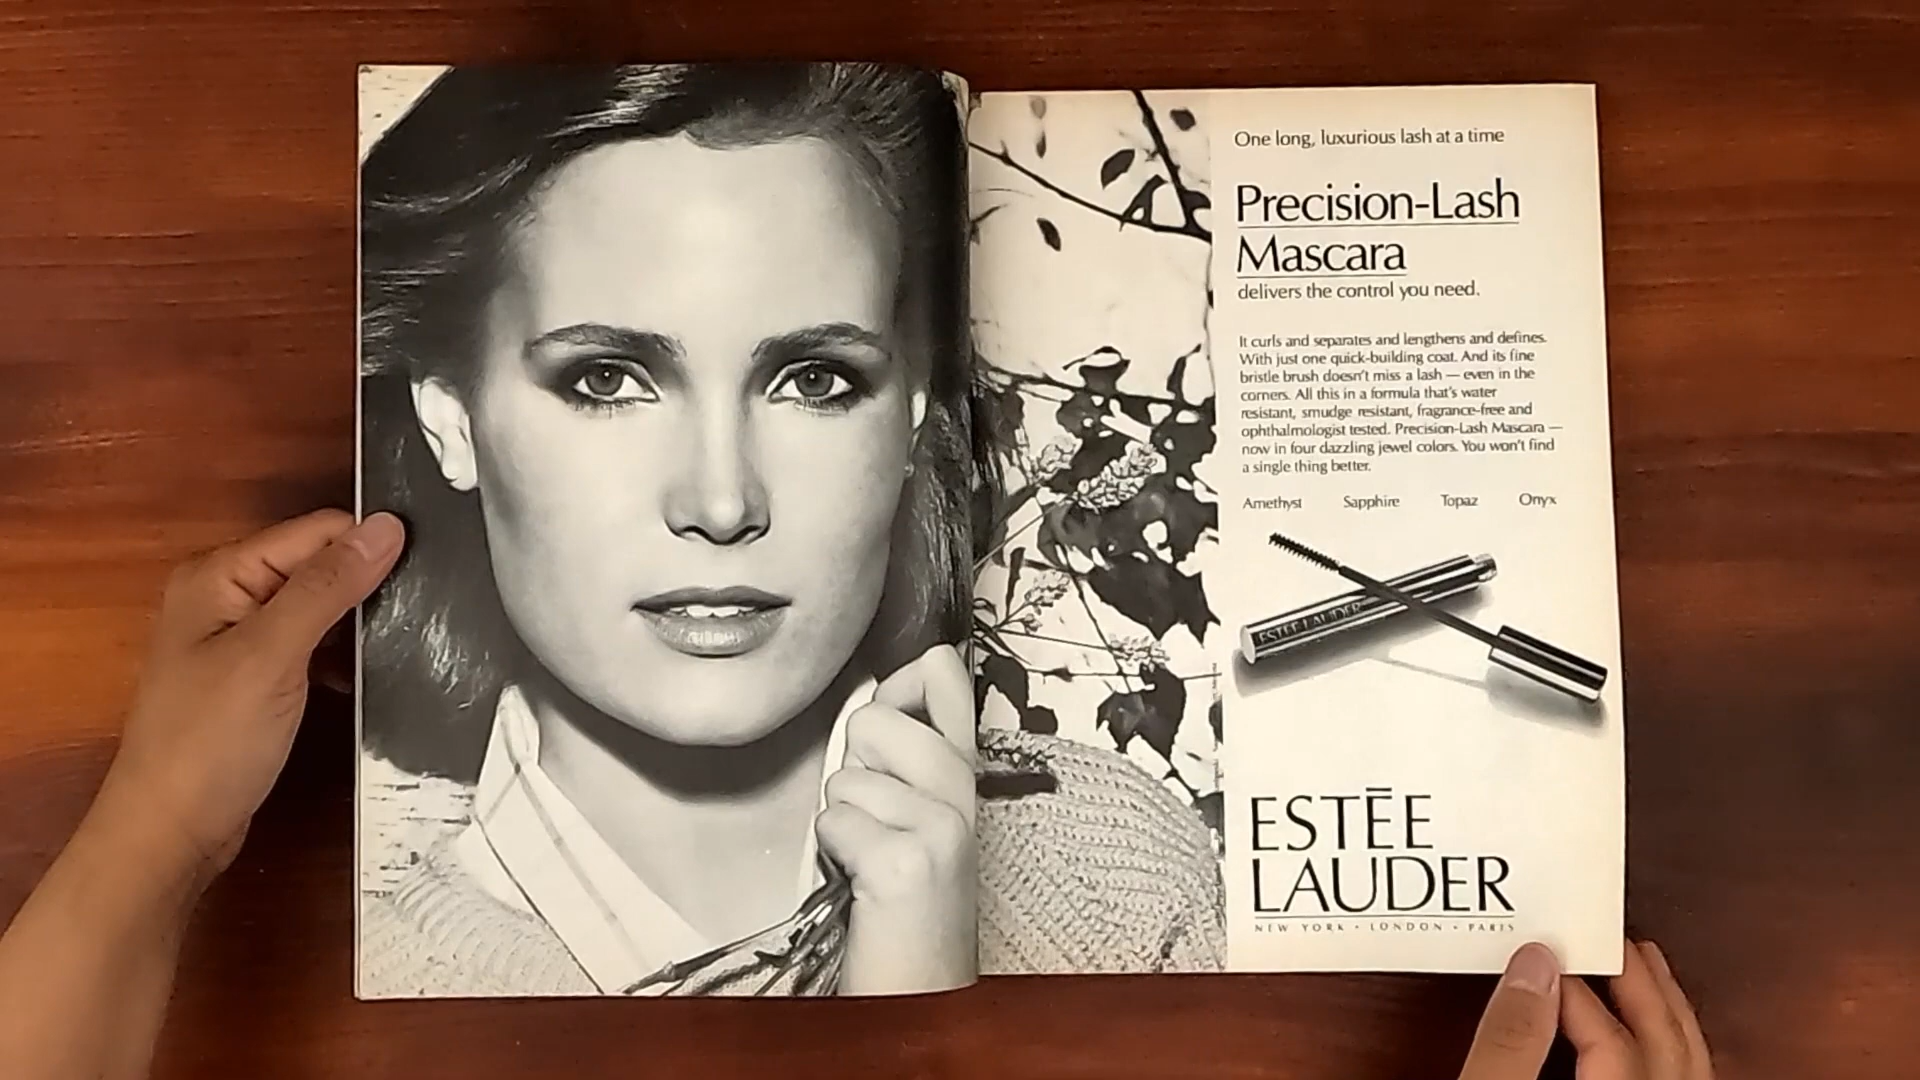 One long, luxurious lash at a time
Precision-Lash
Mascara
delivers the control you need.
It curls and separates and lengthens and defines.
With just one quick-building coat. And its fine
bristle brush doesn't miss a lash — even in the
corners. All this in a formula that's water
resistant, smudge resistant, fragrance-free and
ophthalmologist tested. Precision-Lash Mascara —
now in four dazzling jewel colors. You won't find
a single thing better.
Amethyst Sapphire Topaz Onyx
ESTĒE LAUDER
ESTĒE
LAUDER
NEW YORK • LONDON • PARIS